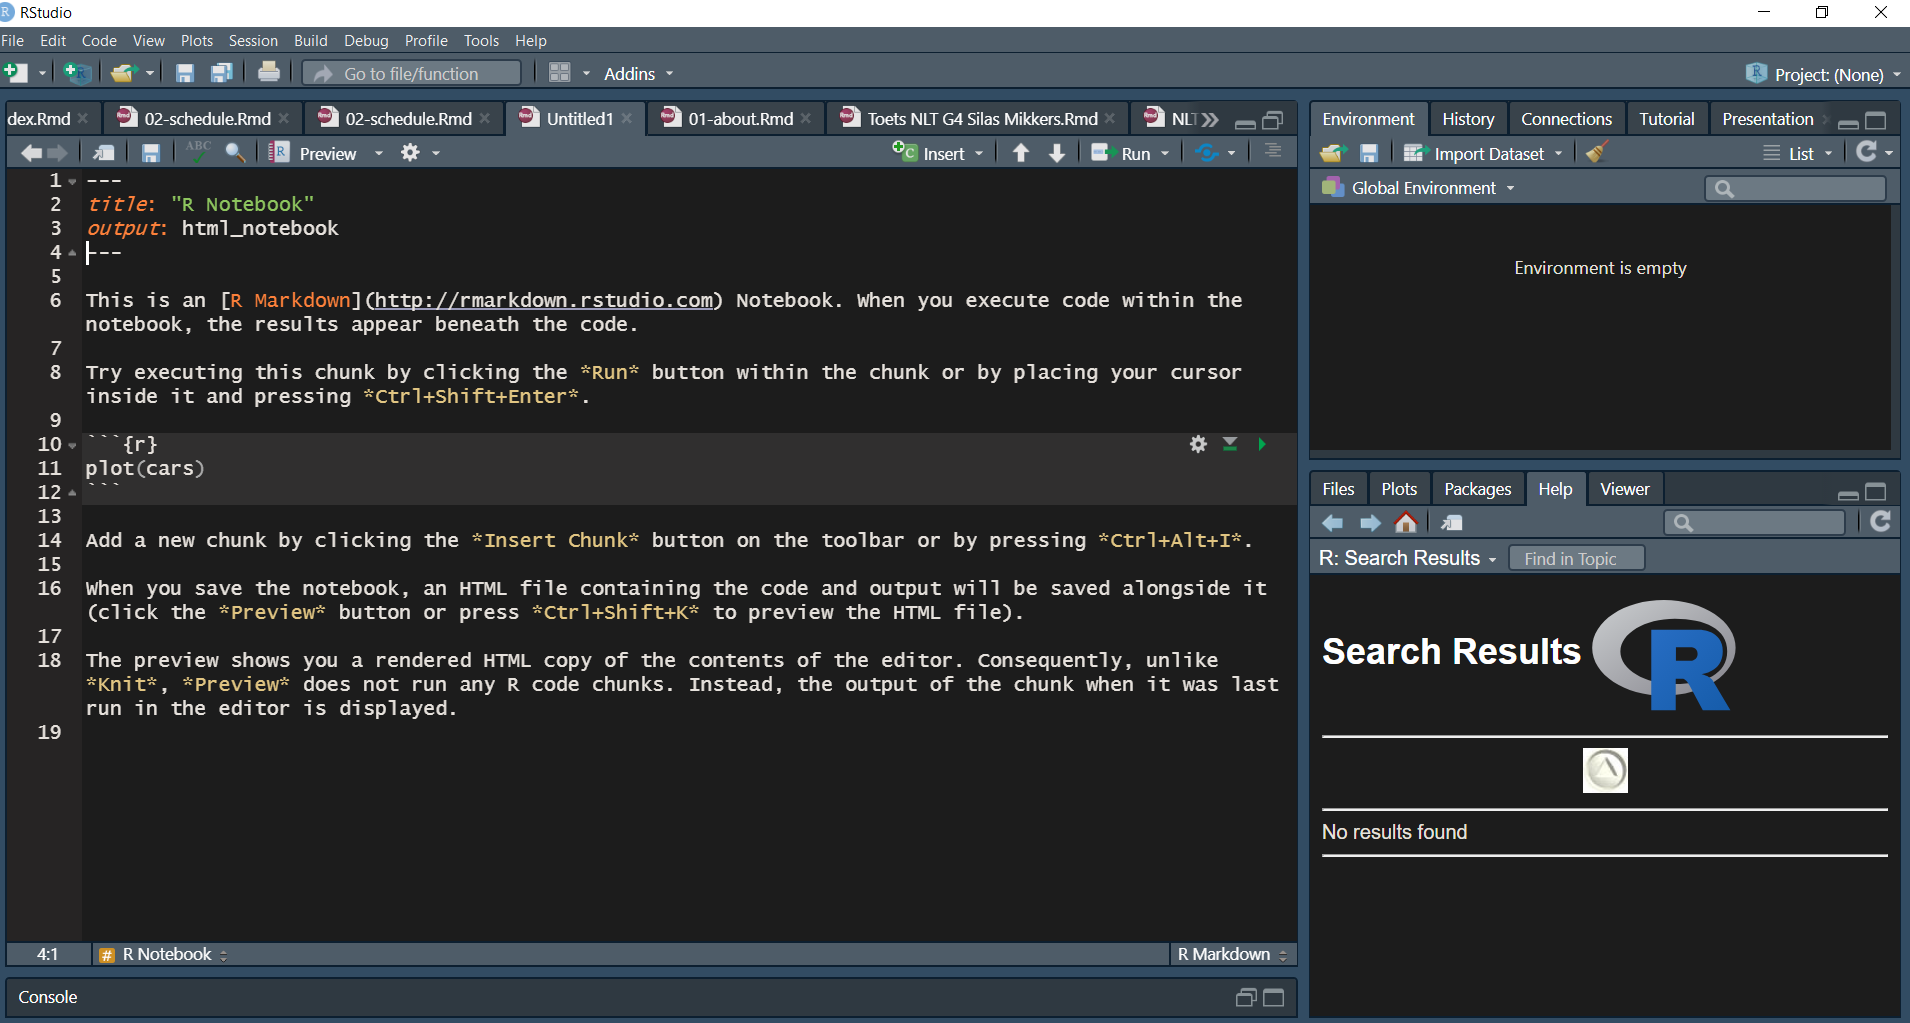 RStudio
File Edit Code View Plots Session Build Debug Profile Tools Help
Go to file/function Addins Project: (None)
dex.Rmd 02-schedule.Rmd 02-schedule.Rmd Untitled1 01-about.Rmd Toets NLT G4 Silas Mikkers.Rmd NLT
ABC Preview Insert Run
1 ---
2 title: "R Notebook"
3 output: html_notebook
4 ---
5
6 This is an [R Markdown](http://rmarkdown.rstudio.com) Notebook. When you execute code within the
notebook, the results appear beneath the code.
7
8 Try executing this chunk by clicking the *Run* button within the chunk or by placing your cursor
inside it and pressing *Ctrl+Shift+Enter*.
9
10 ```{r}
11 plot(cars)
12 ```
13
14 Add a new chunk by clicking the *Insert Chunk* button on the toolbar or by pressing *Ctrl+Alt+I*.
15
16 When you save the notebook, an HTML file containing the code and output will be saved alongside it
(click the *Preview* button or press *Ctrl+Shift+K* to preview the HTML file).
17
18 The preview shows you a rendered HTML copy of the contents of the editor. Consequently, unlike
*Knit*, *Preview* does not run any R code chunks. Instead, the output of the chunk when it was last
run in the editor is displayed.
19
4:1 # R Notebook R Markdown
Console
Environment History Connections Tutorial Presentation
Import Dataset List
Global Environment
Environment is empty
Files Plots Packages Help Viewer
R: Search Results Find in Topic
Search Results R
No results found